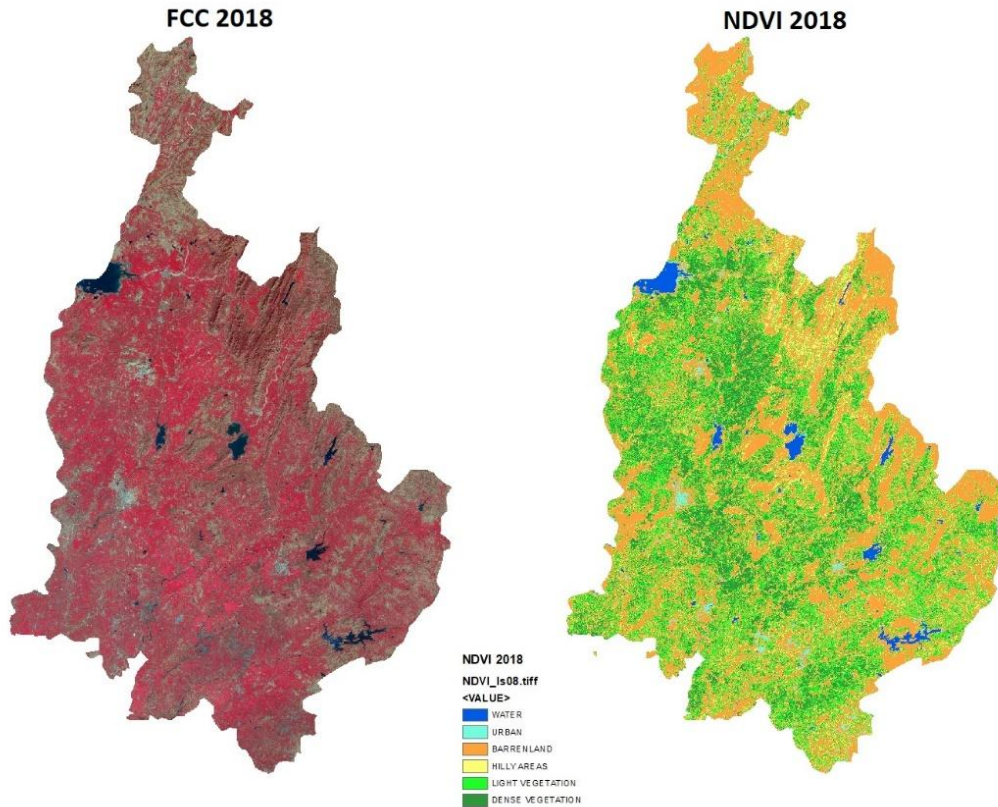 FCC 2018
NDVI 2018
NDVI 2018
NDVI_ls08.tiff
<VALUE>
WATER
URBAN
BARRENLAND
HILLY AREAS
LIGHT VEGETATION
DENSE VEGETATION